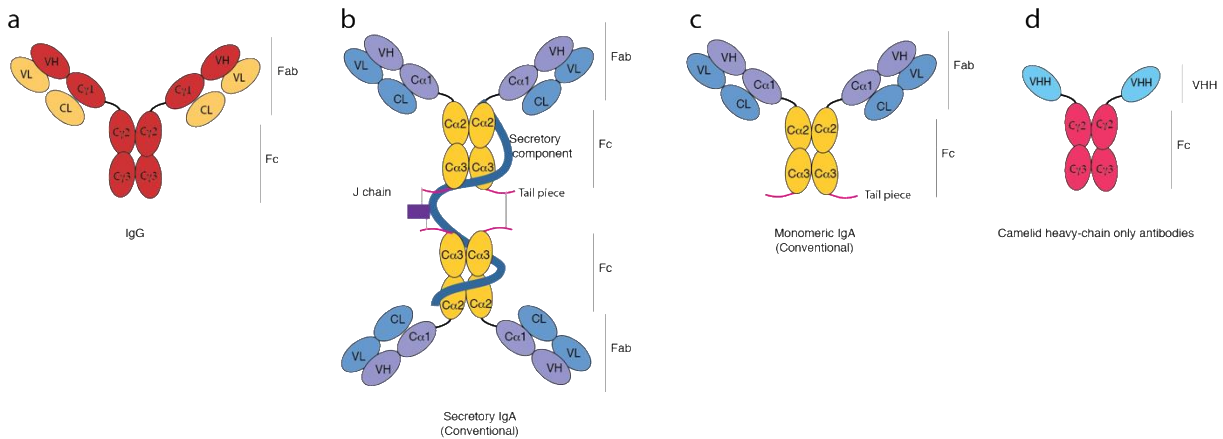 a
VL
VH
Cγ1
CL
Cγ2
Cγ2
Cγ3
Cγ3
Cγ1
VH
VL
CL
Fab
Fc
IgG
b
VL
VH
Cα1
CL
Cα2
Cα2
Cα3
Cα3
Cα1
VH
VL
CL
Fab
Secretory
component
Fc
J chain
Tail piece
Cα3
Cα3
Cα2
Cα2
Fc
CL
VL
VH
Cα1
Cα1
CL
VL
VH
Fab
Secretory IgA
(Conventional)
c
VL
VH
Cα1
CL
Cα2
Cα2
Cα3
Cα3
Cα1
VH
VL
CL
Fab
Fc
Tail piece
Monomeric IgA
(Conventional)
d
VHH
VHH
VHH
Cγ2
Cγ2
Cγ3
Cγ3
Fc
Camelid heavy-chain only antibodies